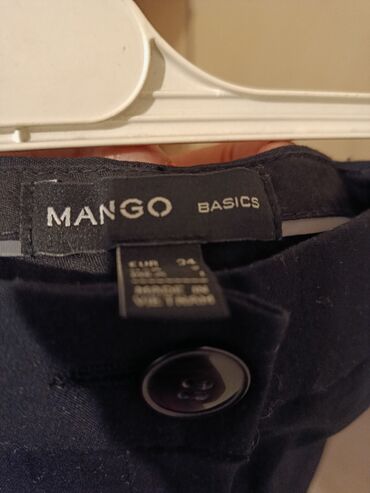 MANGO BASICS
EUR 34
MADE IN
VIETNAM